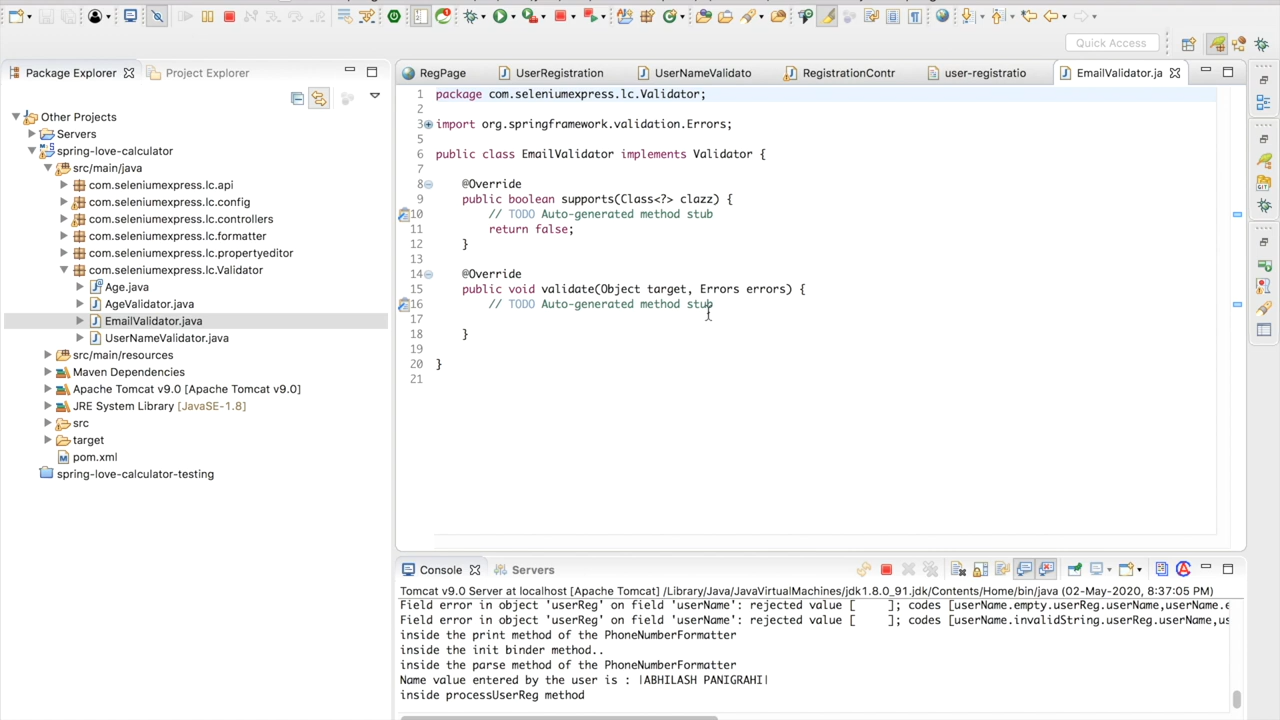 Quick Access
Package Explorer
Project Explorer
Other Projects
Servers
spring-love-calculator
src/main/java
com.seleniumexpress.lc.api
com.seleniumexpress.lc.config
com.seleniumexpress.lc.controllers
com.seleniumexpress.lc.formatter
com.seleniumexpress.lc.propertyeditor
com.seleniumexpress.lc.Validator
Age.java
AgeValidator.java
EmailValidator.java
UserNameValidator.java
src/main/resources
Maven Dependencies
Apache Tomcat v9.0 [Apache Tomcat v9.0]
JRE System Library [JavaSE-1.8]
src
target
pom.xml
spring-love-calculator-testing
RegPage UserRegistration UserNameValidato RegistrationContr user-registratio EmailValidator.ja
1 package com.seleniumexpress.lc.Validator;
2
3 import org.springframework.validation.Errors;
5
6 public class EmailValidator implements Validator {
7
8 @Override
9 public boolean supports(Class<?> clazz) {
10 // TODO Auto-generated method stub
11 return false;
12 }
13
14 @Override
15 public void validate(Object target, Errors errors) {
16 // TODO Auto-generated method stub
17
18 }
19
20 }
21
Console Servers
Tomcat v9.0 Server at localhost [Apache Tomcat] /Library/Java/JavaVirtualMachines/jdk1.8.0_91.jdk/Contents/Home/bin/java (02-May-2020, 8:37:05 PM)
Field error in object 'userReg' on field 'userName': rejected value [    ]; codes [userName.empty.userReg.userName,userName.e
Field error in object 'userReg' on field 'userName': rejected value [    ]; codes [userName.invalidString.userReg.userName,us
inside the print method of the PhoneNumberFormatter
inside the init binder method..
inside the parse method of the PhoneNumberFormatter
Name value entered by the user is : |ABHILASH PANIGRAHI|
inside processUserReg method